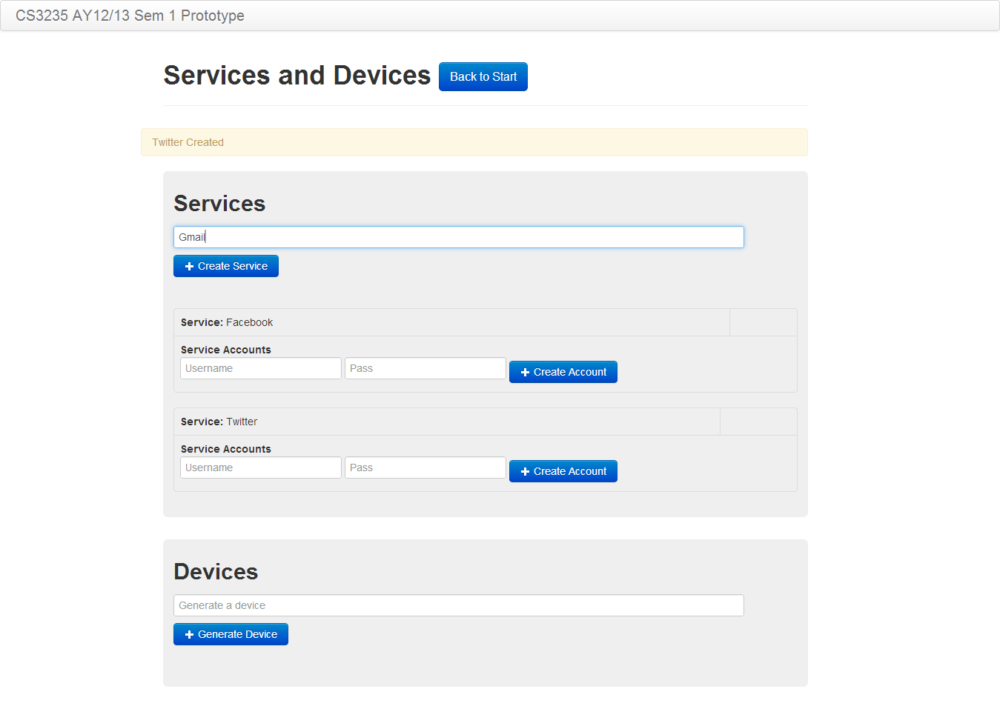 CS3235 AY12/13 Sem 1 Prototype
Services and Devices Back to Start
Twitter Created
Services
Gmail
Create Service
Service: Facebook
Service Accounts
Username Pass Create Account
Service: Twitter
Service Accounts
Username Pass Create Account
Devices
Generate a device
Generate Device